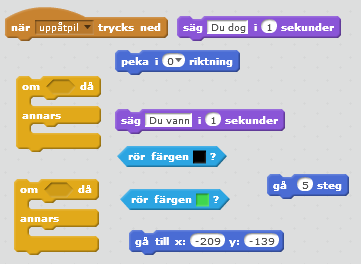 när uppåtpil trycks ned
säg Du dog i 1 sekunder
peka i 0 riktning
om då
annars
säg Du vann i 1 sekunder
rör färgen ?
om då
annars
rör färgen ?
gå 5 steg
gå till x: -209 y: -139